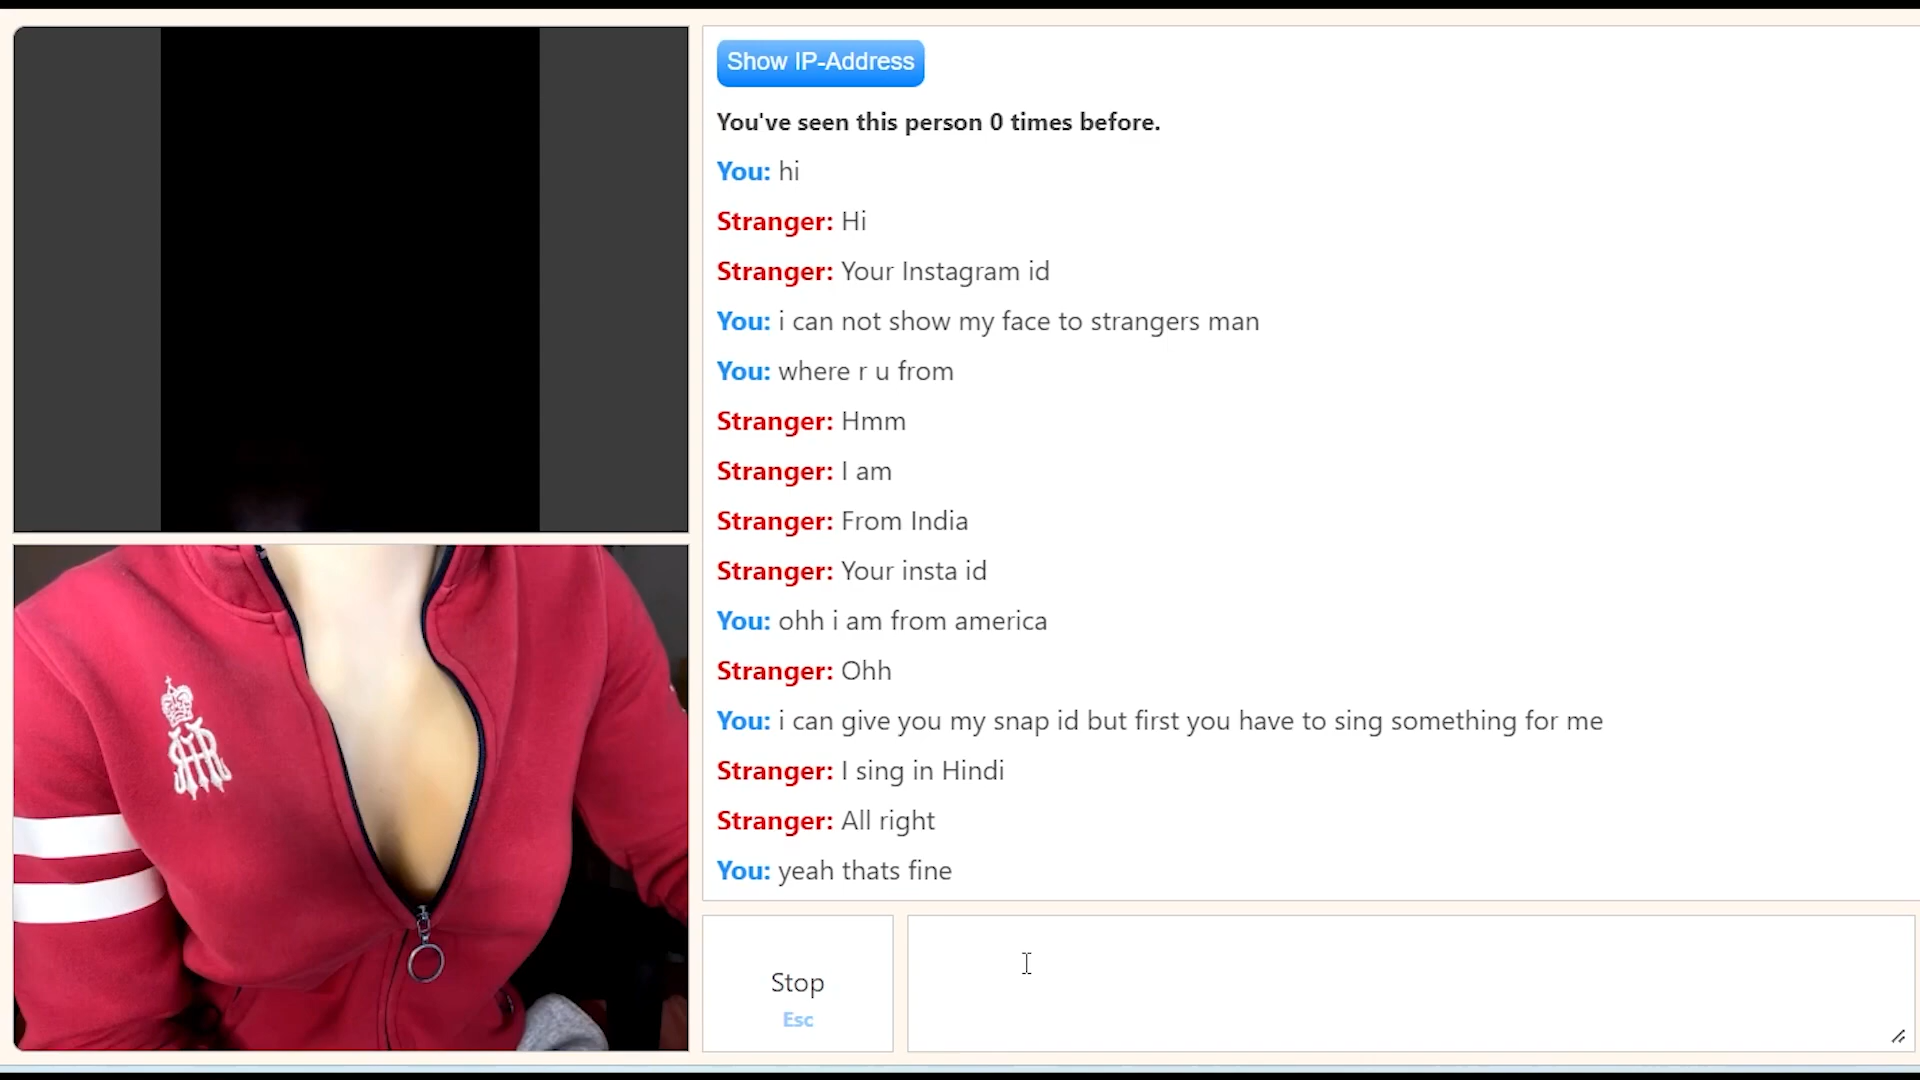 Show IP-Address
You've seen this person 0 times before.
You: hi
Stranger: Hi
Stranger: Your Instagram id
You: i can not show my face to strangers man
You: where r u from
Stranger: Hmm
Stranger: I am
Stranger: From India
Stranger: Your insta id
You: ohh i am from america
Stranger: Ohh
You: i can give you my snap id but first you have to sing something for me
Stranger: I sing in Hindi
Stranger: All right
You: yeah thats fine
Stop
Esc